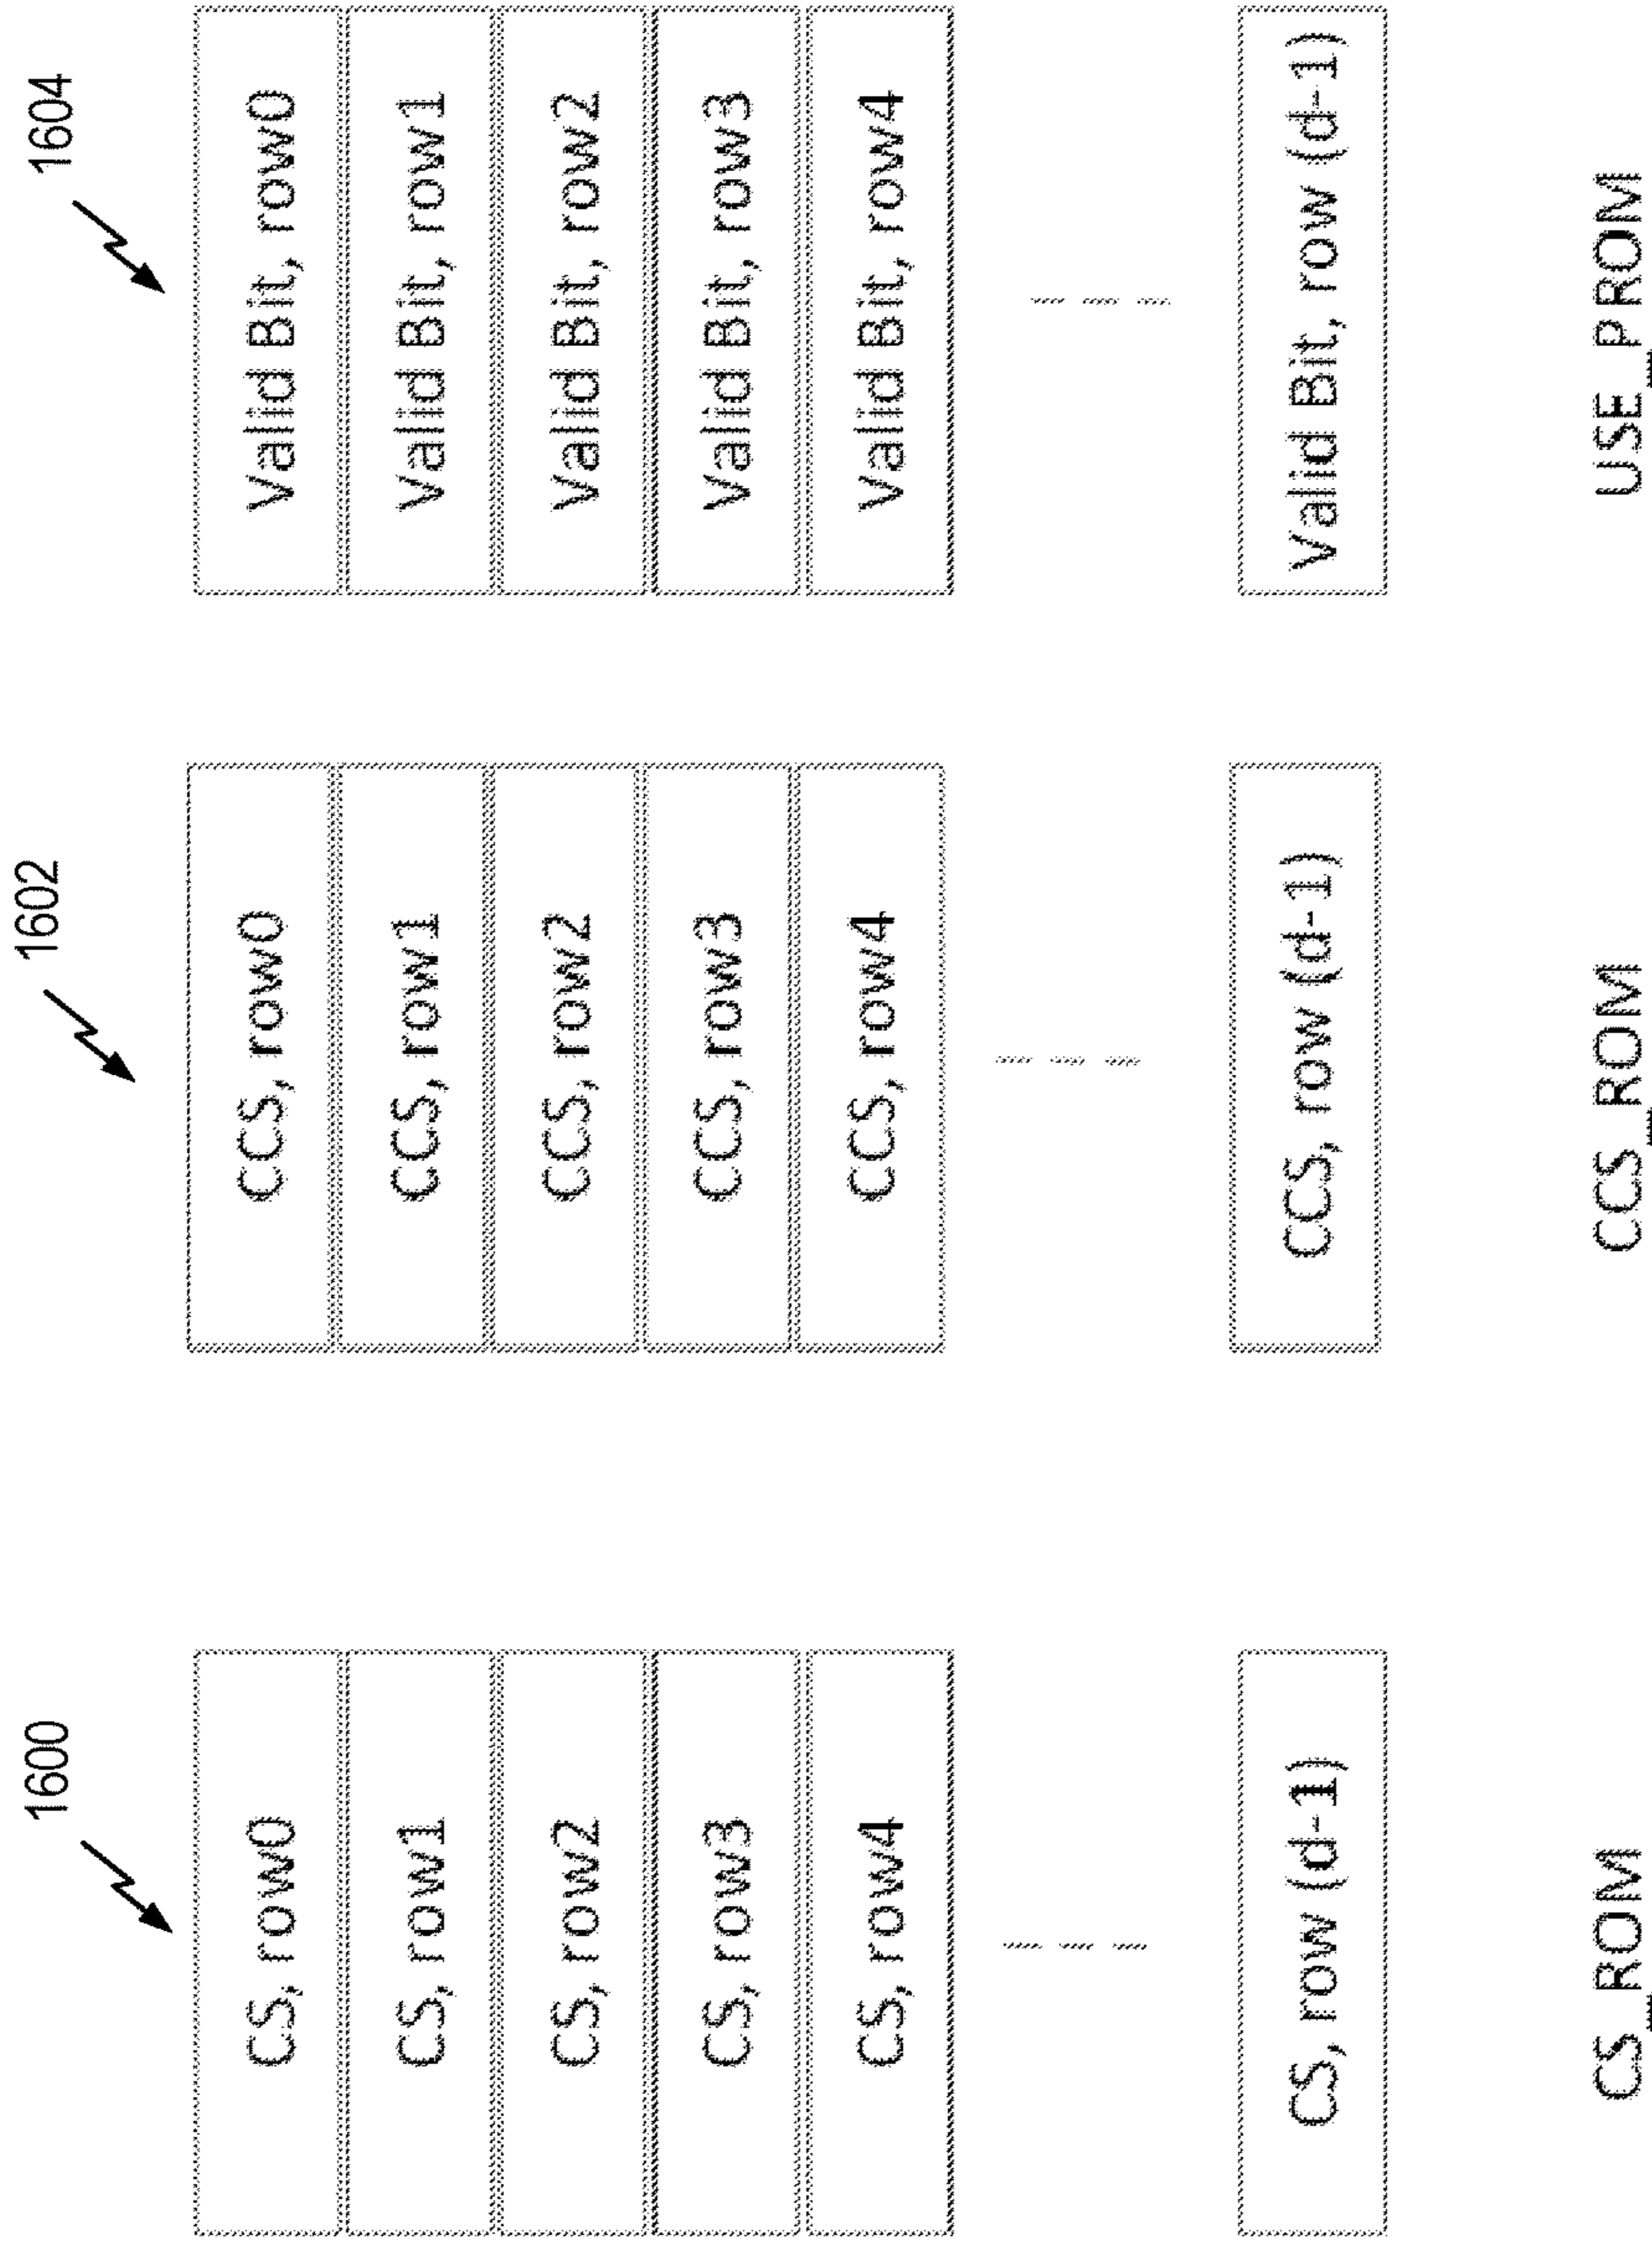 1600
CS, row0
CS, row1
CS, row2
CS, row3
CS, row4
CS, row (d-1)
CS_ROM
1602
CCS, row0
CCS, row1
CCS, row2
CCS, row3
CCS, row4
CCS, row (d-1)
CCS_ROM
1604
Valid Bit, row0
Valid Bit, row1
Valid Bit, row2
Valid Bit, row3
Valid Bit, row4
Valid Bit, row (d-1)
USE_PROM